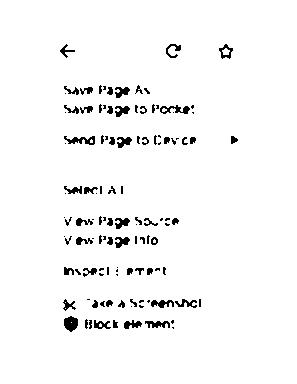 Save Page As
Save Page to Pocket
Send Page to Device
Select All
View Page Source
View Page Info
Inspect Element
Take a Screenshot
Block element